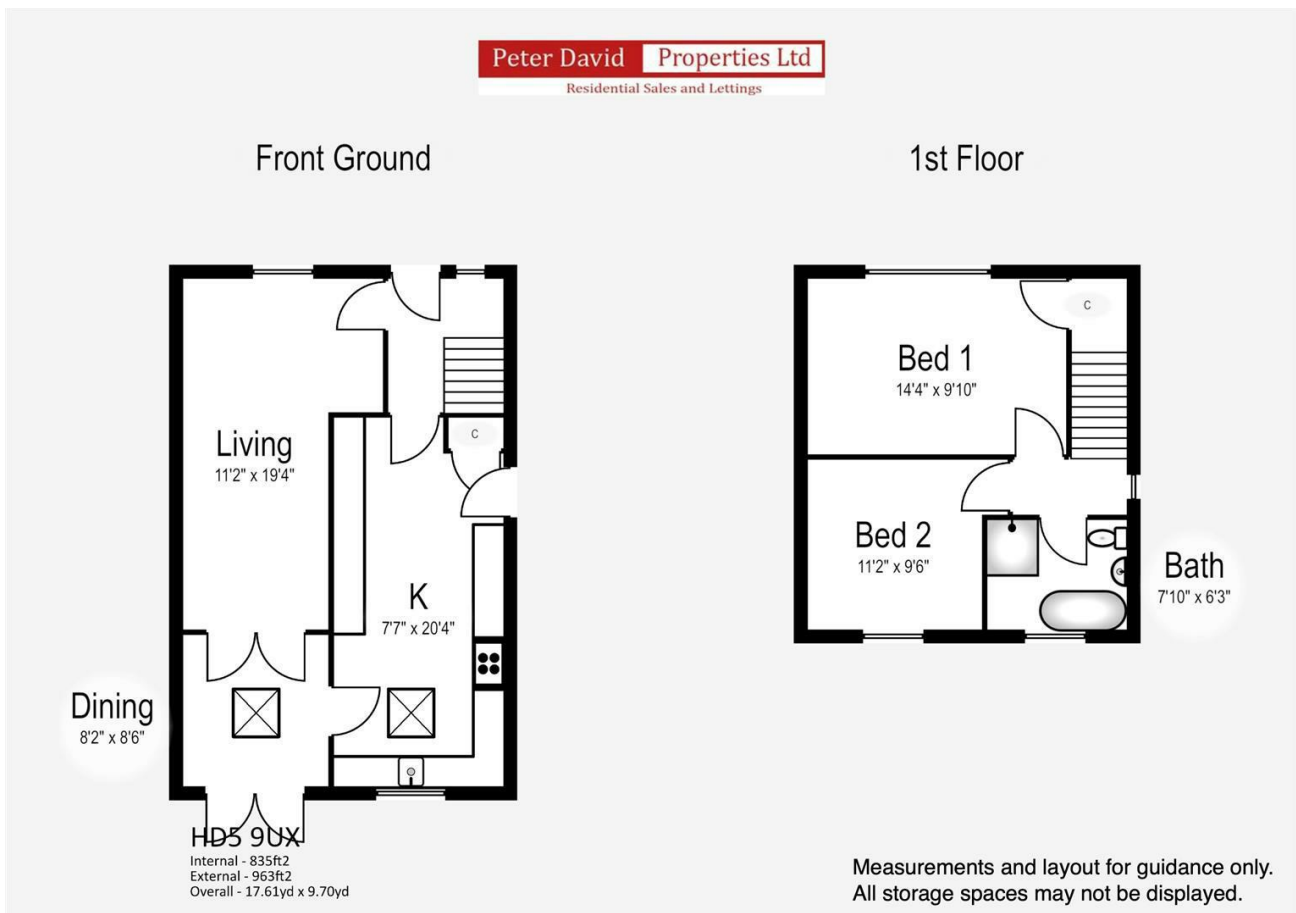 Peter David Properties Ltd
Residential Sales and Lettings
Front Ground
1st Floor
C
Bed 1
14'4" x 9'10"
Living
11'2" x 19'4"
C
Bed 2
11'2" x 9'6"
Bath
7'10" x 6'3"
K
7'7" x 20'4"
Dining
8'2" x 8'6"
HD5 9UX
Internal - 835ft2
External - 963ft2
Overall - 17.61yd x 9.70yd
Measurements and layout for guidance only.
All storage spaces may not be displayed.